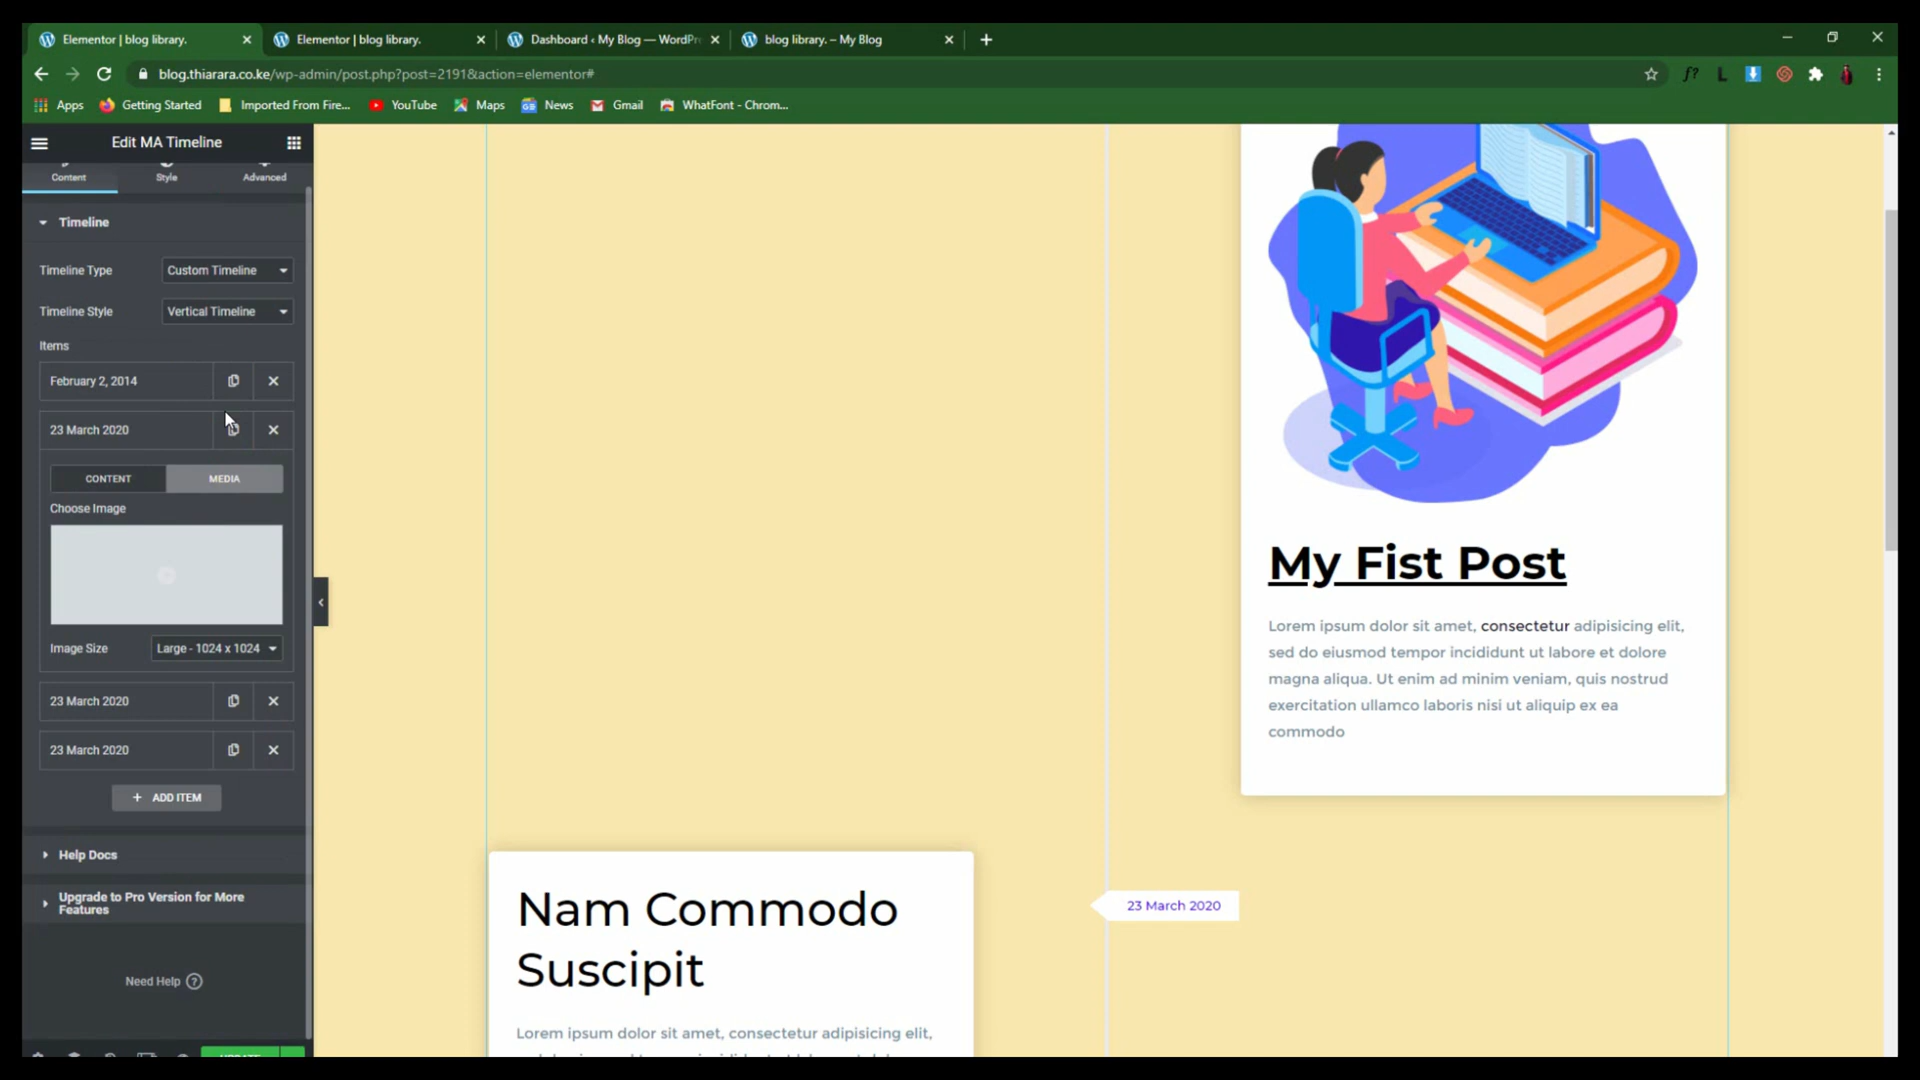 Elementor | blog library.
Elementor | blog library.
Dashboard ‹ My Blog — WordPr
blog library. – My Blog
blog.thiarara.co.ke/wp-admin/post.php?post=2191&action=elementor#
f?
L
Apps
Getting Started
Imported From Fire...
YouTube
Maps
News
Gmail
WhatFont - Chrom...
Edit MA Timeline
Content
Style
Advanced
Timeline
Timeline Type
Custom Timeline
Timeline Style
Vertical Timeline
Items
February 2, 2014
23 March 2020
CONTENT
MEDIA
Choose Image
Image Size
Large - 1024 x 1024
23 March 2020
23 March 2020
+ ADD ITEM
Help Docs
Upgrade to Pro Version for More
Features
Need Help ?
UPDATE
My Fist Post
Lorem ipsum dolor sit amet, consectetur adipisicing elit,
sed do eiusmod tempor incididunt ut labore et dolore
magna aliqua. Ut enim ad minim veniam, quis nostrud
exercitation ullamco laboris nisi ut aliquip ex ea
commodo
23 March 2020
Nam Commodo
Suscipit
Lorem ipsum dolor sit amet, consectetur adipisicing elit,